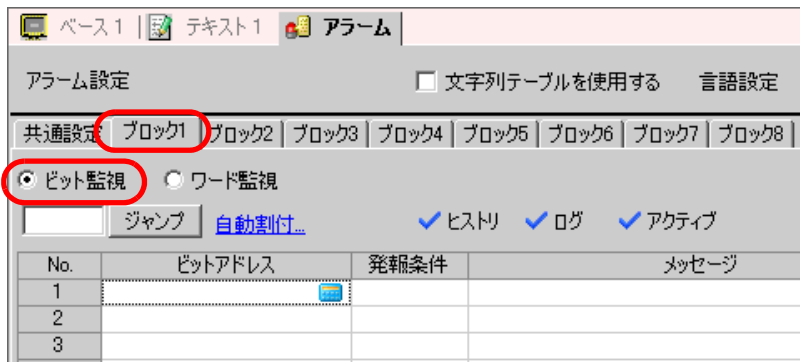 ベース1 テキスト1 アラーム
アラーム設定 文字列テーブルを使用する 言語設定
共通設定 ブロック1 ブロック2 ブロック3 ブロック4 ブロック5 ブロック6 ブロック7 ブロック8
ビット監視 ワード監視
ジャンプ 自動割付... ヒストリ ログ アクティブ
No. ビットアドレス 発報条件 メッセージ
1
2
3